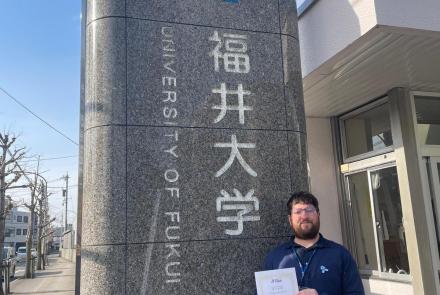 福井大学
UNIVERSITY OF FUKUI